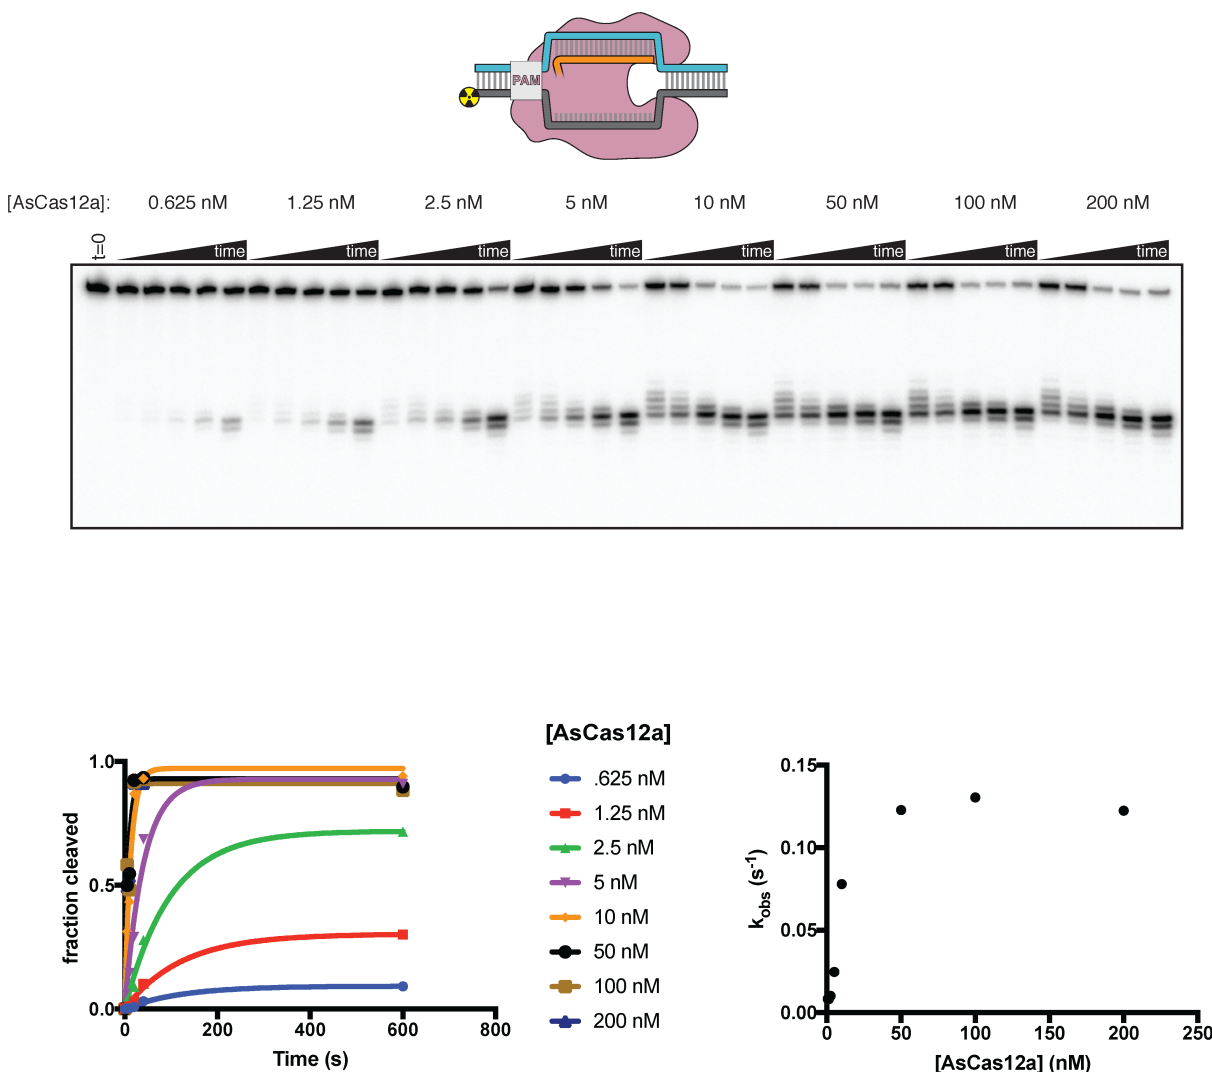 PAM
[AsCas12a]: 0.625 nM 1.25 nM 2.5 nM 5 nM 10 nM 50 nM 100 nM 200 nM
t=0 time time time time time time time time
[AsCas12a]
.625 nM
1.25 nM
2.5 nM
5 nM
10 nM
50 nM
100 nM
200 nM
fraction cleaved
1.0
0.5
0.0
0 200 400 600 800
Time (s)
kobs (s-1)
0.15
0.10
0.05
0.00
0 50 100 150 200 250
[AsCas12a] (nM)